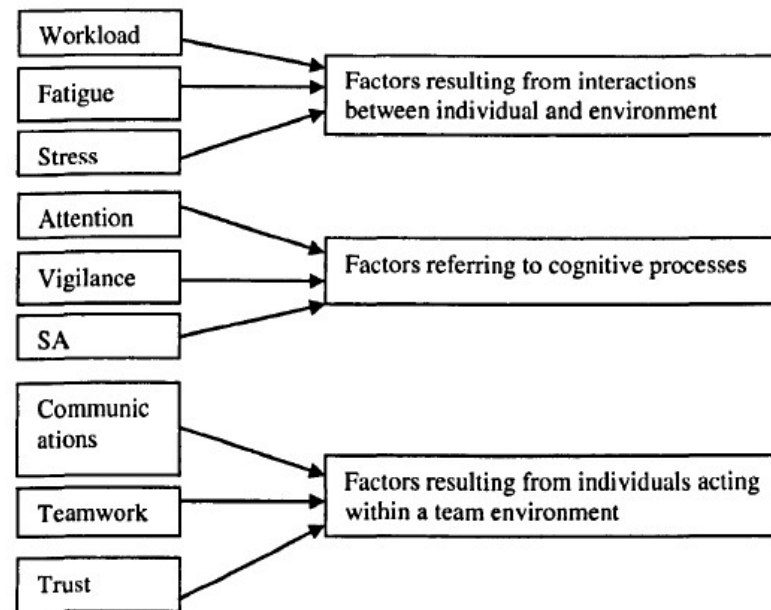 Workload
Fatigue
Stress
Factors resulting from interactions
between individual and environment
Attention
Vigilance
SA
Factors referring to cognitive processes
Communic
ations
Teamwork
Trust
Factors resulting from individuals acting
within a team environment